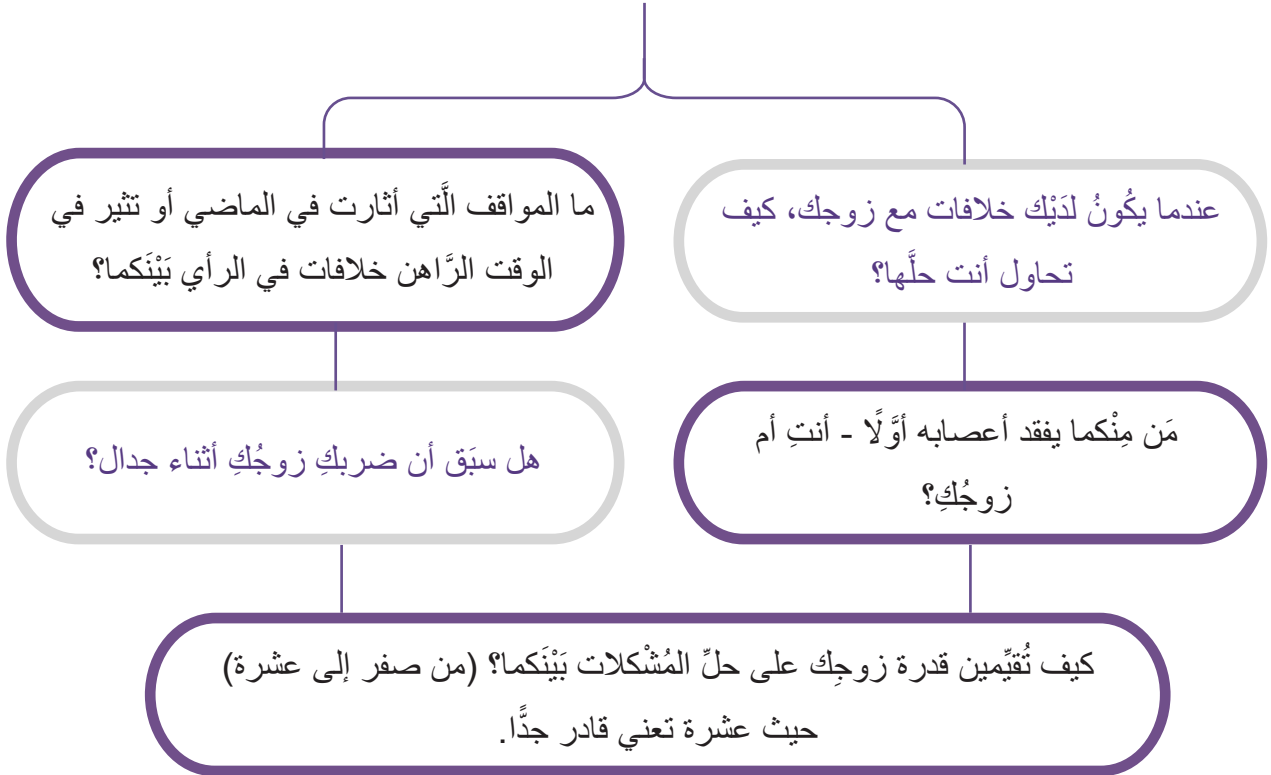 عندما يكُونُ لدَيْك خلافات مع زوجك، كيف
تحاول أنت حلَّها؟
ما المواقف الَّتي أثارت في الماضي أو تثير في
الوقت الرَّاهن خلافات في الرأي بَيْنَكما؟
مَن مِنْكما يفقد أعصابه أوَّلًا - أنتِ أم
زوجُكِ؟
هل سبَق أن ضربكِ زوجُكِ أثناء جدال؟
كيف تُقيِّمين قدرة زوجِك على حلِّ المُشْكلات بَيْنَكما؟ (من صفر إلى عشرة)
حيث عشرة تعني قادر جدًّا.